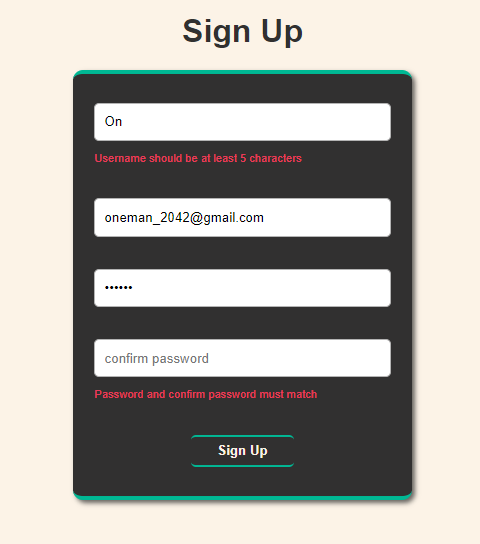 Sign Up
On
Username should be at least 5 characters
oneman_2042@gmail.com
••••••
confirm password
Password and confirm password must match
Sign Up